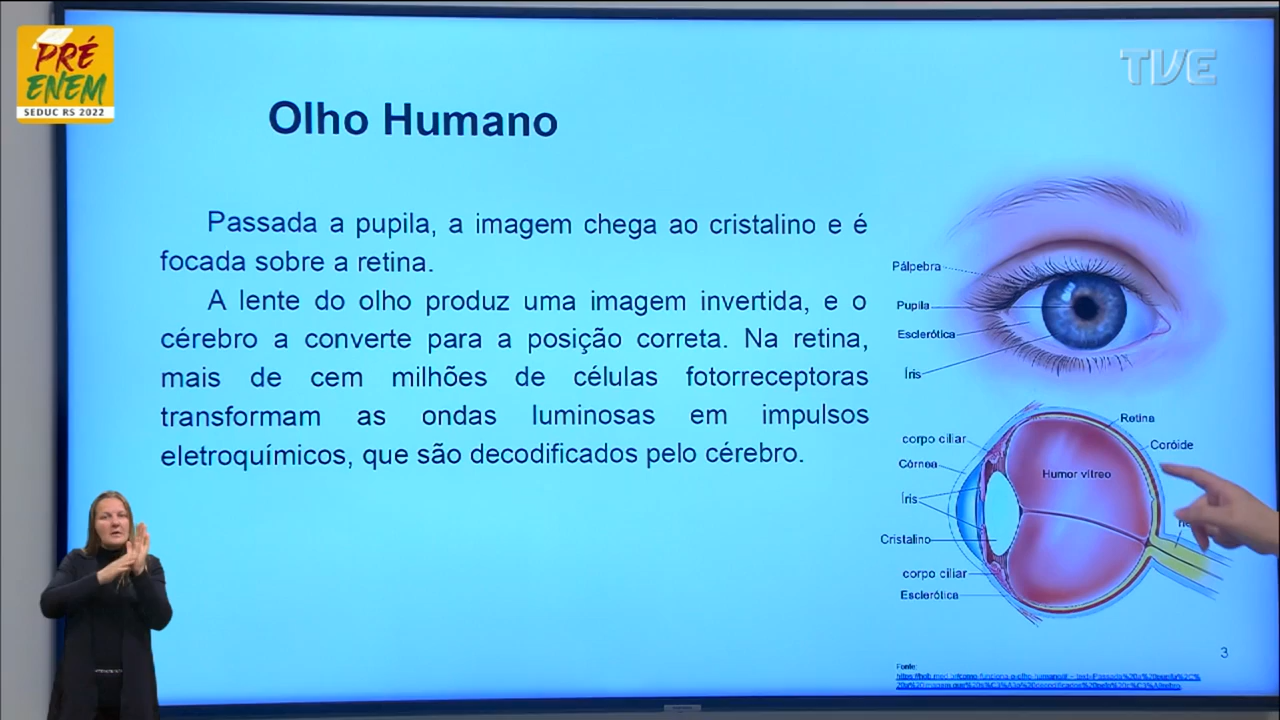 PRÉ
ENEM
SEDUC RS 2022
TVE
Olho Humano
Passada a pupila, a imagem chega ao cristalino e é
focada sobre a retina.
A lente do olho produz uma imagem invertida, e o
cérebro a converte para a posição correta. Na retina,
mais de cem milhões de células fotorreceptoras
transformam as ondas luminosas em impulsos
eletroquímicos, que são decodificados pelo cérebro.
Pálpebra
Pupila
Esclerótica
Íris
Retina
Coróide
corpo ciliar
Córnea
Humor vítreo
Íris
Cristalino
corpo ciliar
Esclerótica
3
Fonte: